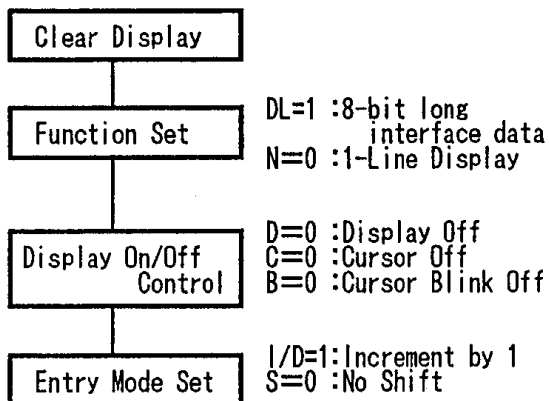 Clear Display
Function Set
DL=1 :8-bit long
interface data
N=0 :1-Line Display
Display On/Off
Control
D=0 :Display Off
C=0 :Cursor Off
B=0 :Cursor Blink Off
Entry Mode Set
I/D=1:Increment by 1
S=0 :No Shift